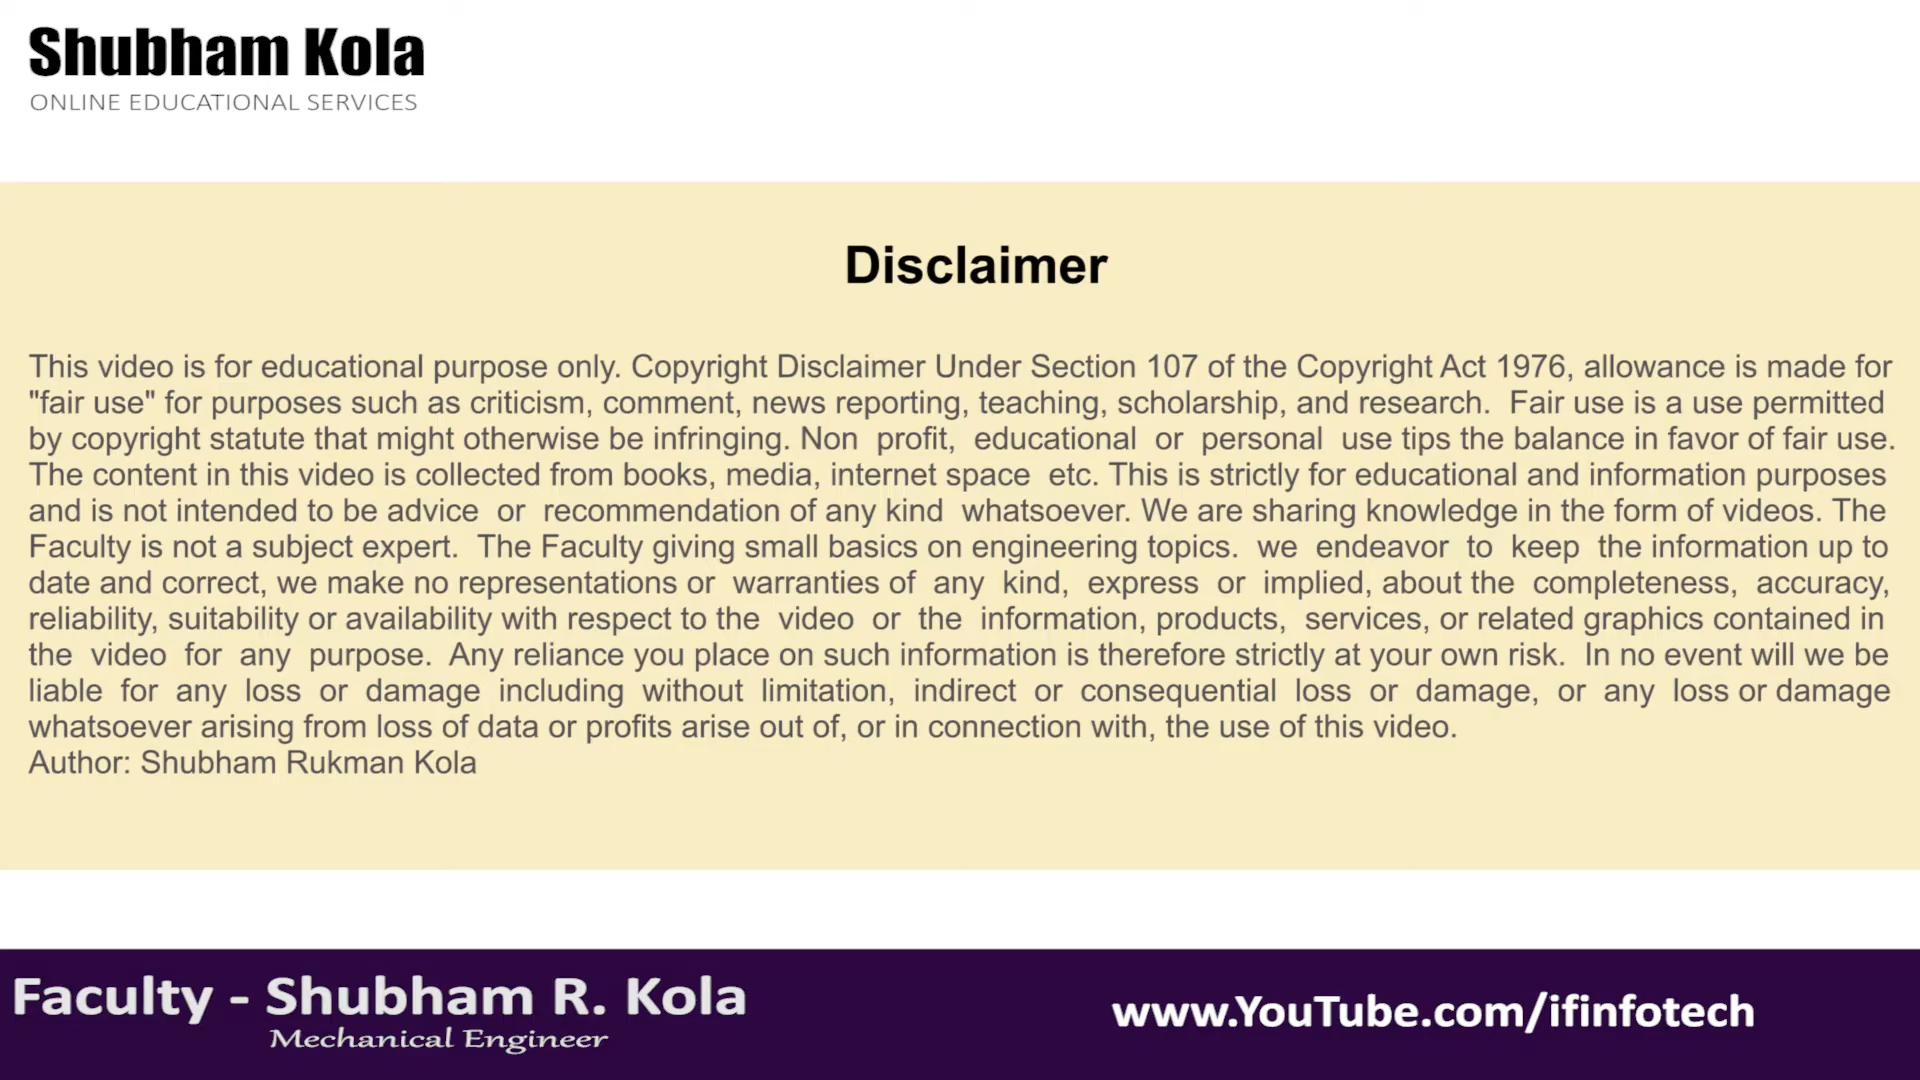 Shubham Kola
ONLINE EDUCATIONAL SERVICES
Disclaimer
This video is for educational purpose only. Copyright Disclaimer Under Section 107 of the Copyright Act 1976, allowance is made for
"fair use" for purposes such as criticism, comment, news reporting, teaching, scholarship, and research. Fair use is a use permitted
by copyright statute that might otherwise be infringing. Non profit, educational or personal use tips the balance in favor of fair use.
The content in this video is collected from books, media, internet space etc. This is strictly for educational and information purposes
and is not intended to be advice or recommendation of any kind whatsoever. We are sharing knowledge in the form of videos. The
Faculty is not a subject expert. The Faculty giving small basics on engineering topics. we endeavor to keep the information up to
date and correct, we make no representations or warranties of any kind, express or implied, about the completeness, accuracy,
reliability, suitability or availability with respect to the video or the information, products, services, or related graphics contained in
the video for any purpose. Any reliance you place on such information is therefore strictly at your own risk. In no event will we be
liable for any loss or damage including without limitation, indirect or consequential loss or damage, or any loss or damage
whatsoever arising from loss of data or profits arise out of, or in connection with, the use of this video.
Author: Shubham Rukman Kola
Faculty - Shubham R. Kola
Mechanical Engineer
www.YouTube.com/ifinfotech